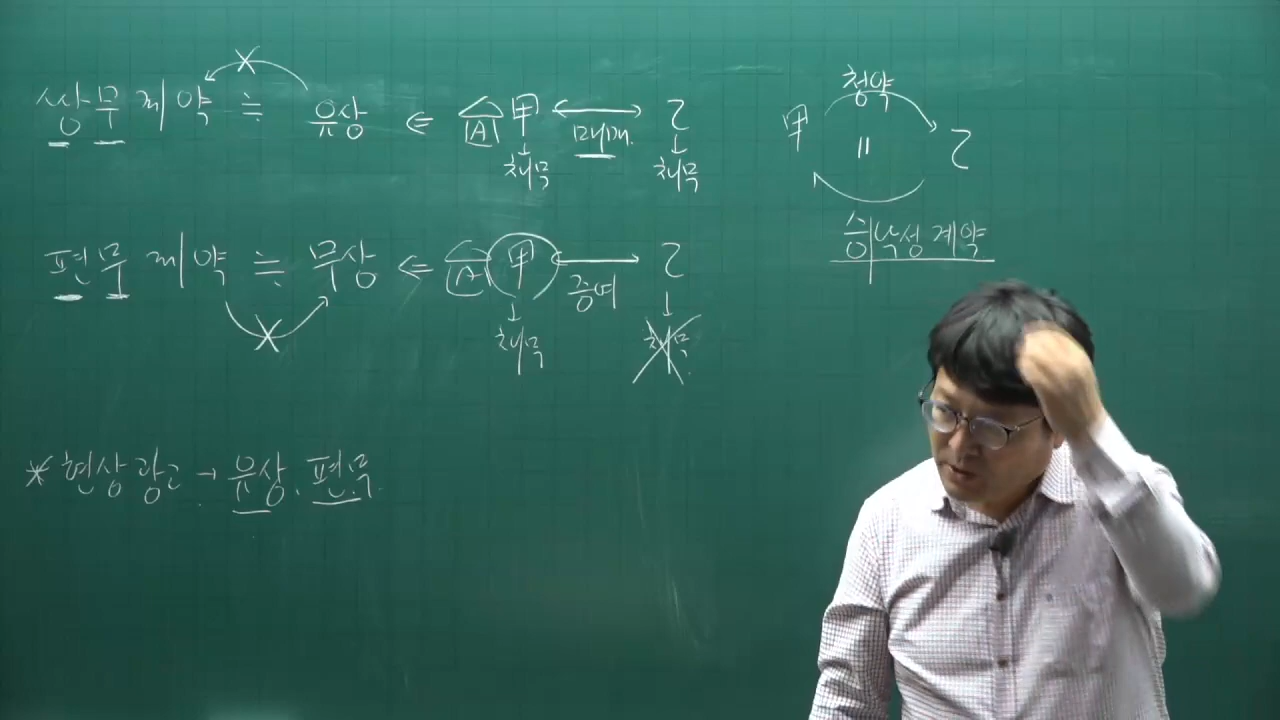 쌍무계약 ≒ 유상 ⇐ A 甲 ↔ 乙
매매
채무 채무
편무계약 ≒ 무상 ⇐ A 甲 → 乙
증여
채무 채무
* 현상광고 → 유상, 편무
청약
甲 = 乙
승낙성계약